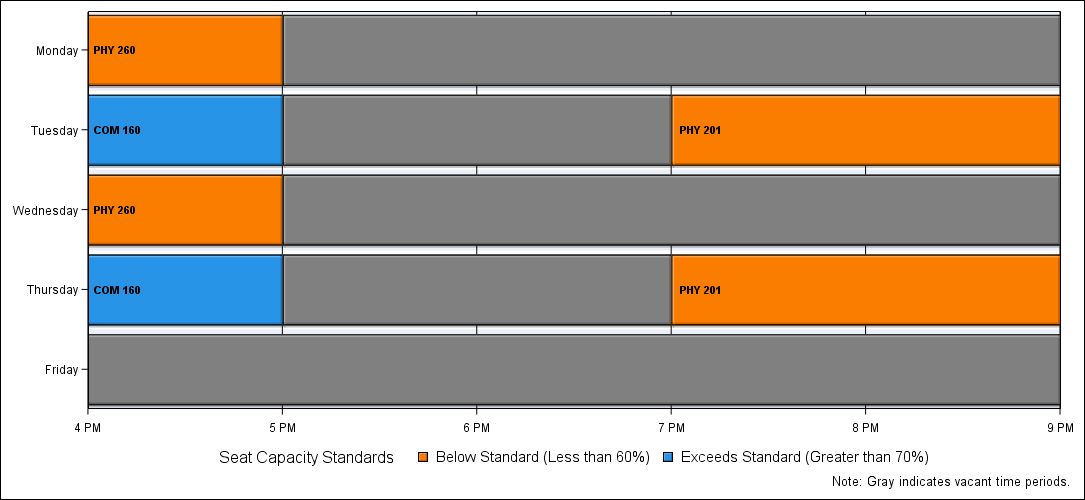 Monday
PHY 260
Tuesday
COM 160
PHY 201
Wednesday
PHY 260
Thursday
COM 160
PHY 201
Friday
4 PM 5 PM 6 PM 7 PM 8 PM 9 PM
Seat Capacity Standards Below Standard (Less than 60%) Exceeds Standard (Greater than 70%)
Note: Gray indicates vacant time periods.